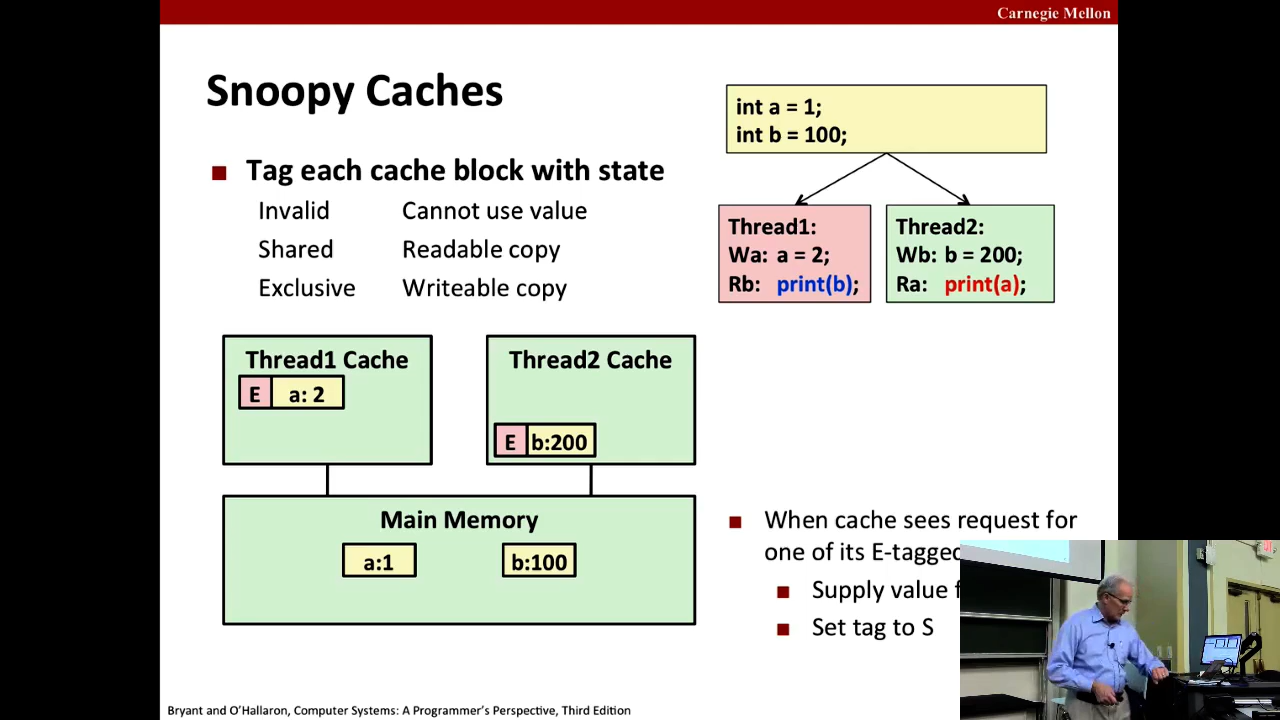 Carnegie Mellon
Snoopy Caches
int a = 1;
int b = 100;
Tag each cache block with state
Invalid Cannot use value
Shared Readable copy
Exclusive Writeable copy
Thread1:
Wa: a = 2;
Rb: print(b);
Thread2:
Wb: b = 200;
Ra: print(a);
Thread1 Cache
E a: 2
Thread2 Cache
E b:200
Main Memory
a:1 b:100
When cache sees request for
one of its E-tagged
Supply value
Set tag to S
Bryant and O'Hallaron, Computer Systems: A Programmer's Perspective, Third Edition